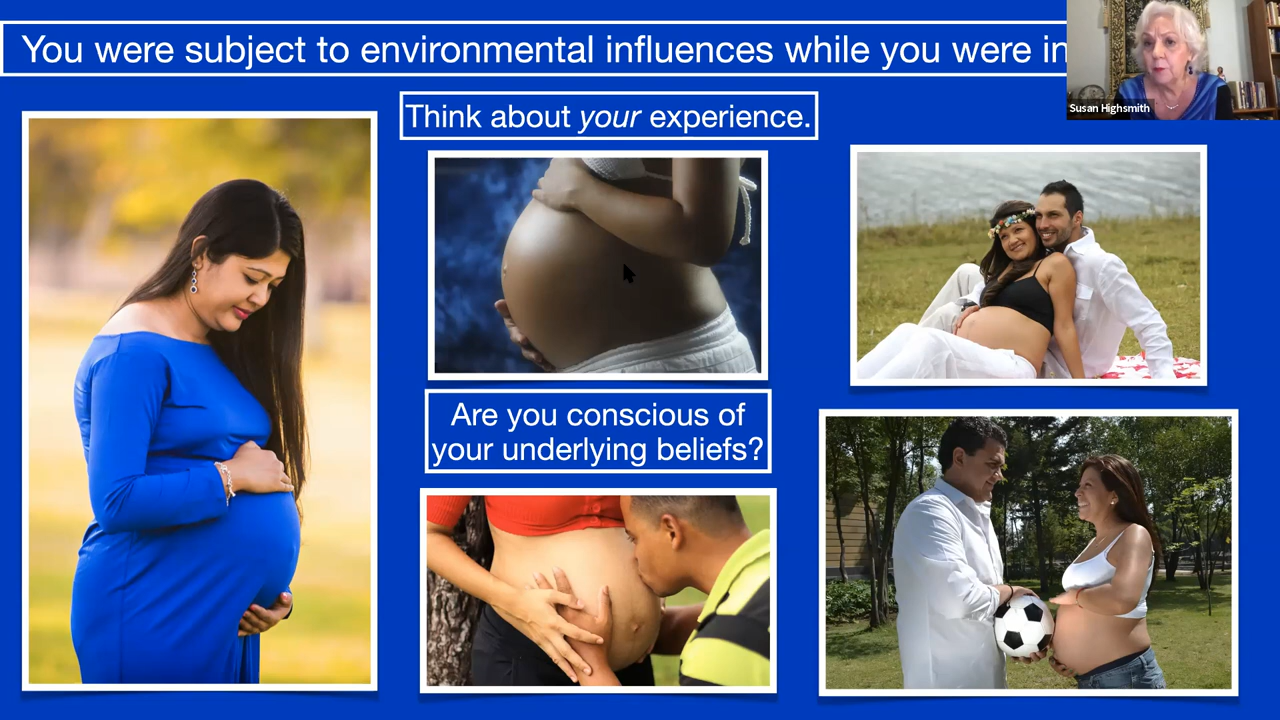 You were subject to environmental influences while you were in
Susan Highsmith
Think about your experience.
Are you conscious of
your underlying beliefs?